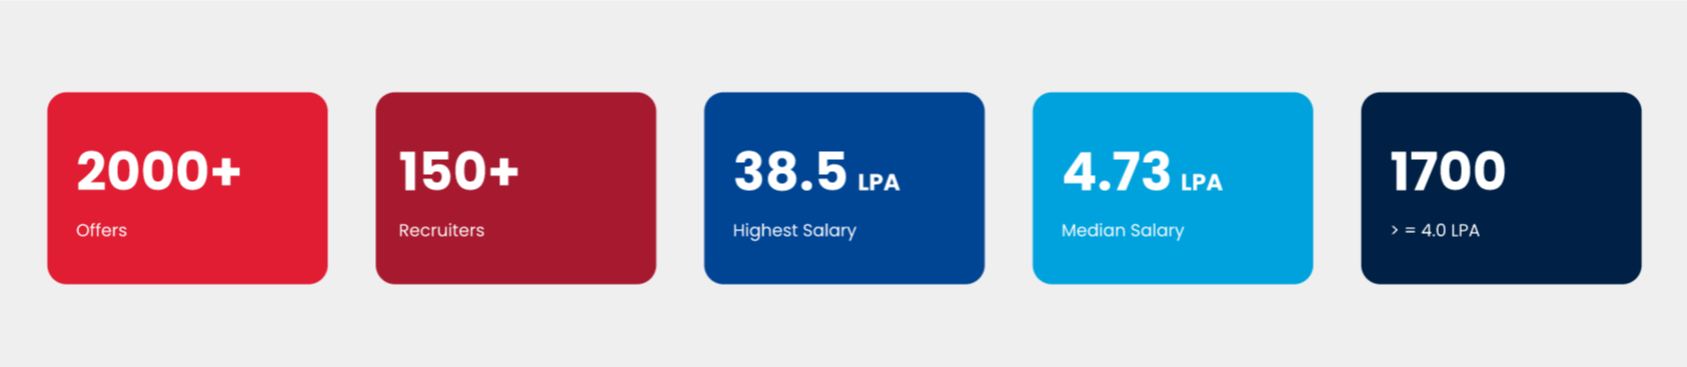 2000+
Offers
150+
Recruiters
38.5 LPA
Highest Salary
4.73 LPA
Median Salary
1700
> = 4.0 LPA